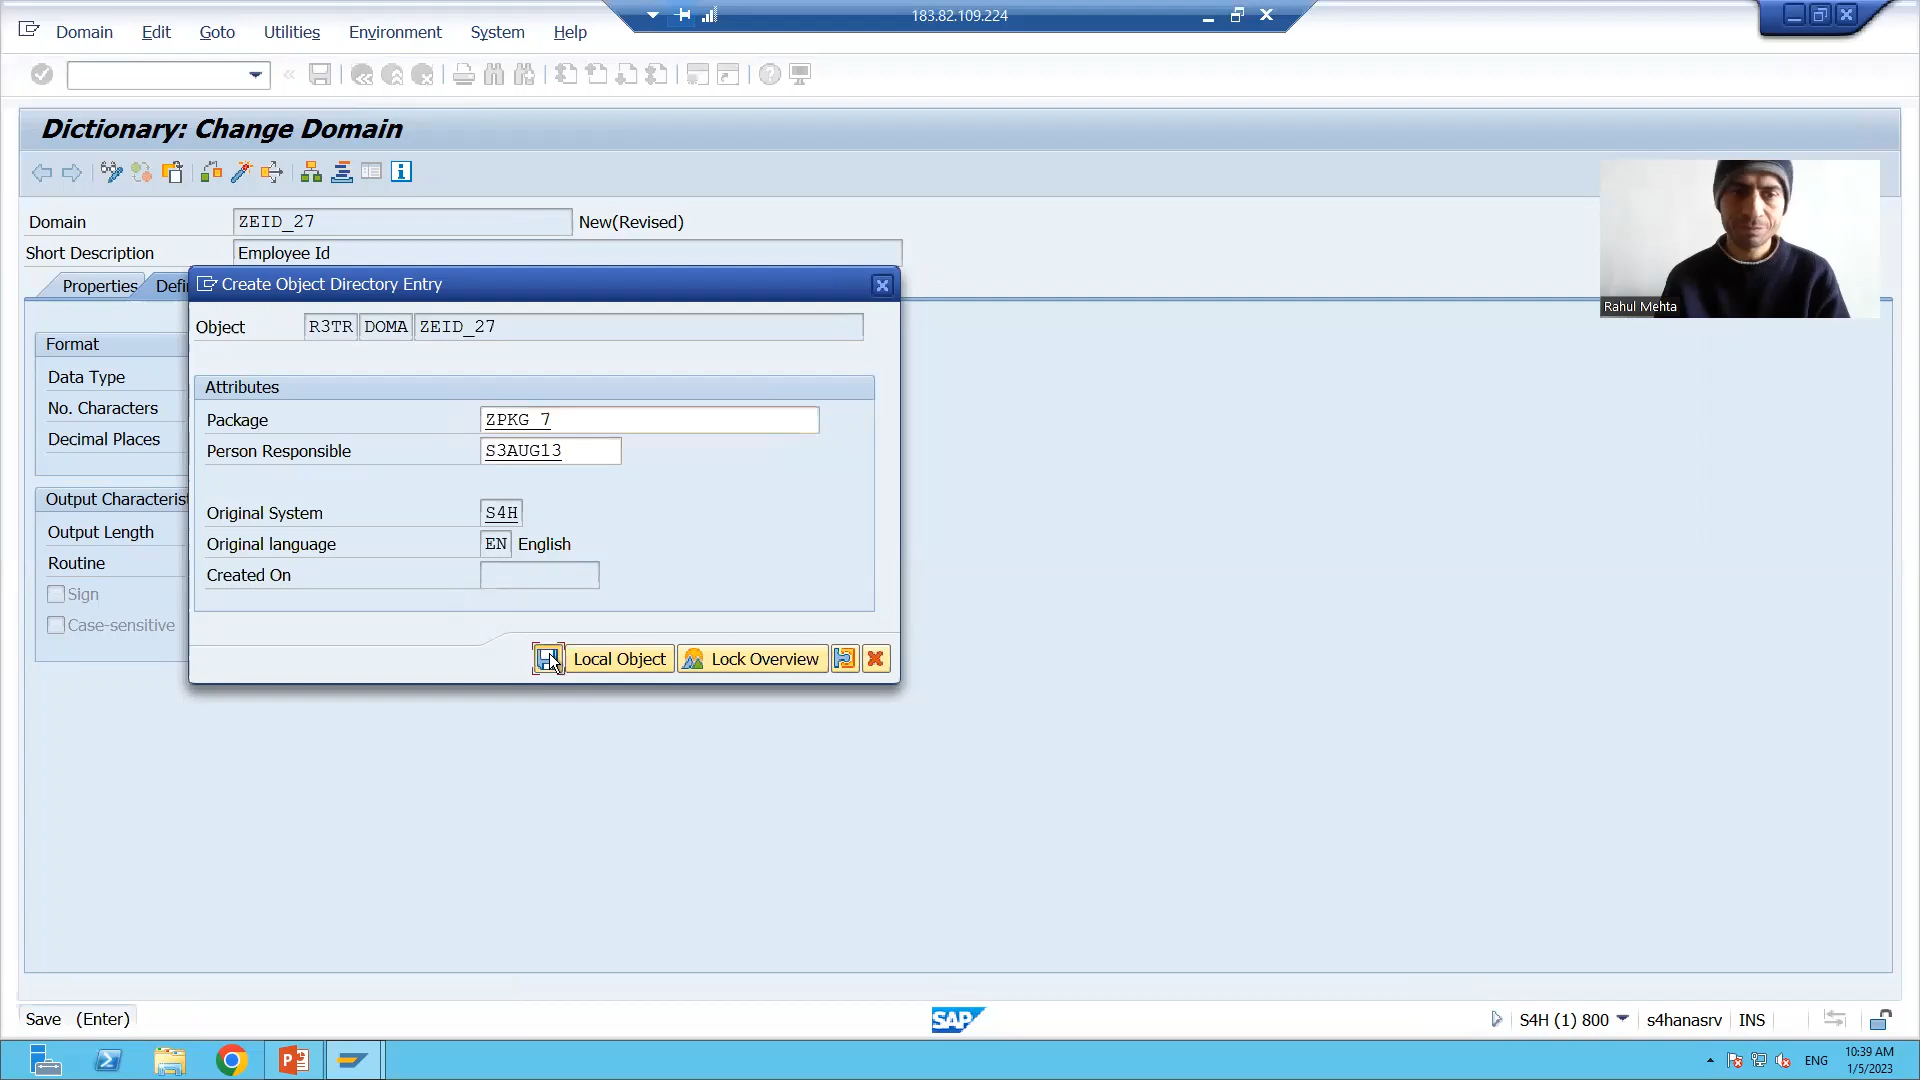 183.82.109.224
Domain Edit Goto Utilities Environment System Help
Dictionary: Change Domain
Domain ZEID_27 New(Revised)
Short Description Employee Id
Properties Defi
Create Object Directory Entry
Object R3TR DOMA ZEID_27
Attributes
Package ZPKG_7
Person Responsible S3AUG13
Original System S4H
Original language EN English
Created On
Local Object Lock Overview
Format
Data Type
No. Characters
Decimal Places
Output Characterist
Output Length
Routine
Sign
Case-sensitive
Rahul Mehta
Save (Enter)
SAP
S4H (1) 800 s4hanasrv INS
ENG
10:39 AM
1/5/2023